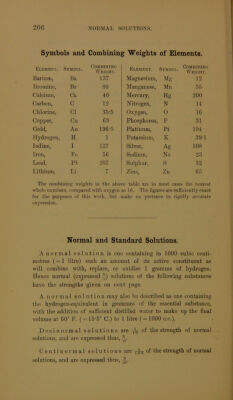 206 NORMAL SOLUTIONS.
Symbols and Combining Weights of Elements.
Element. Symbol. Combining Weight. Element. Symbol. Combining Weight.
Barium, Ba 137 Magnesium, Mg 12
Bromine, Br 80 Manganese, Mn 55
Calcium, Ca 40 Mercury, Hg 200
Carbon, C 12 Nitrogen, N 14
Chlorine, Cl 35·5 Oxygen, O 16
Copper, Cu 63 Phosphorus, P 31
Gold, Au 196·5 Platinum, Pt 194
Hydrogen, H 1 Potassium, K 39·1
Iodine, I 127 Silver, Ag 108
Iron, Fe 56 Sodium, Na 23
Lead, Pb 207 Sulphur, S 32
Lithium, Li 7 Zinc, Zn 65
The combining weights in the above table are in most cases the nearest
whole numbers, compared with oxygen as 16. The figures are sufficiently exact
for the purposes of this work, but make no pretence to rigidly accurate
expression.
Normal and Standard Solutions.
A normal solution is one containing in 1000 cubic centi-
metres (=1 litre) such an amount of its active constituent as
will combine with, replace, or oxidise 1 gramme of hydrogen.
Hence normal (expressed solutions of the following substances
have the strengths given on next page.
A normal solution may also be described as one containing
the hydrogen-equivalent in grammes of the essential substance,
with the addition of sufficient distilled water to make up the final
volume at 60° F. (=15·5° C.) to 1 litre (=1000 c.c.).
Decinormal solutions are 1/10 of the strength of normal
solutions, and are expressed thus,
Centinormal solutions are 1/100 of the strength of normal
solutions, and are expressed thus,